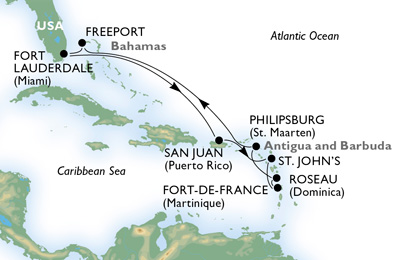 USA
FREEPORT
Bahamas
Atlantic Ocean
FORT
LAUDERDALE
(Miami)
PHILIPSBURG
(St. Maarten)
Antigua and Barbuda
SAN JUAN
(Puerto Rico)
ST. JOHN'S
Caribbean Sea
ROSEAU
(Dominica)
FORT-DE-FRANCE
(Martinique)